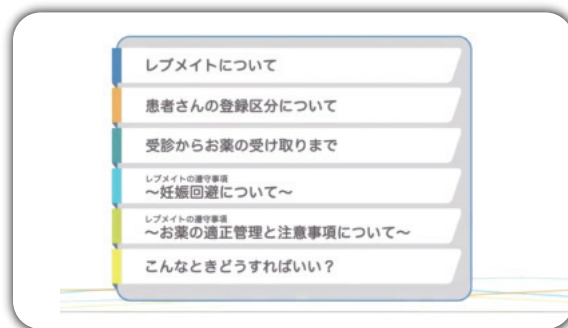 レブメイトについて
患者さんの登録区分について
受診からお薬の受け取りまで
レブメイトの遵守事項
～妊娠回避について～
レブメイトの遵守事項
～お薬の適正管理と注意事項について～
こんなときどうすればいい？